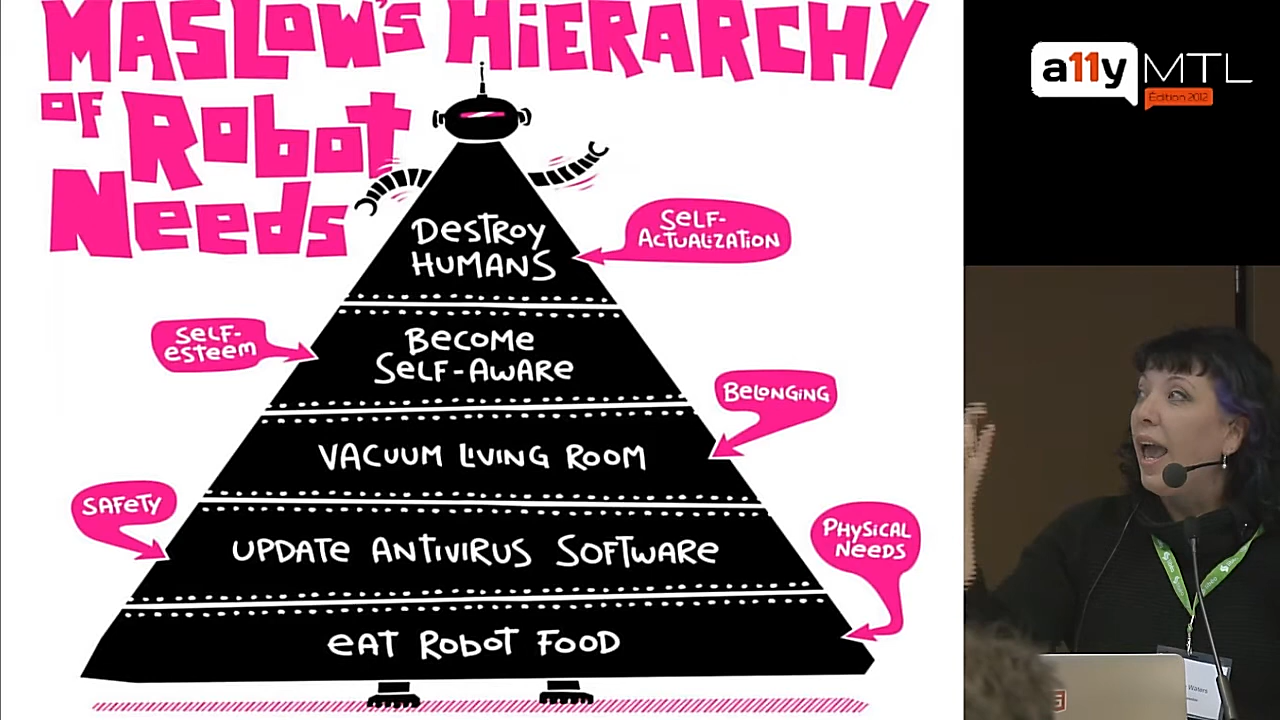 MASLOW'S HIERARCHY
OF ROBOT
NEEDS
DESTROY
HUMANS
SELF-
ACTUALIZATION
SELF-
ESTEEM
BECOME
SELF-AWARE
BELONGING
VACUUM LIVING ROOM
SAFETY
UPDATE ANTIVIRUS SOFTWARE
PHYSICAL
NEEDS
EAT ROBOT FOOD
a11y MTL
Édition 2012
Waters